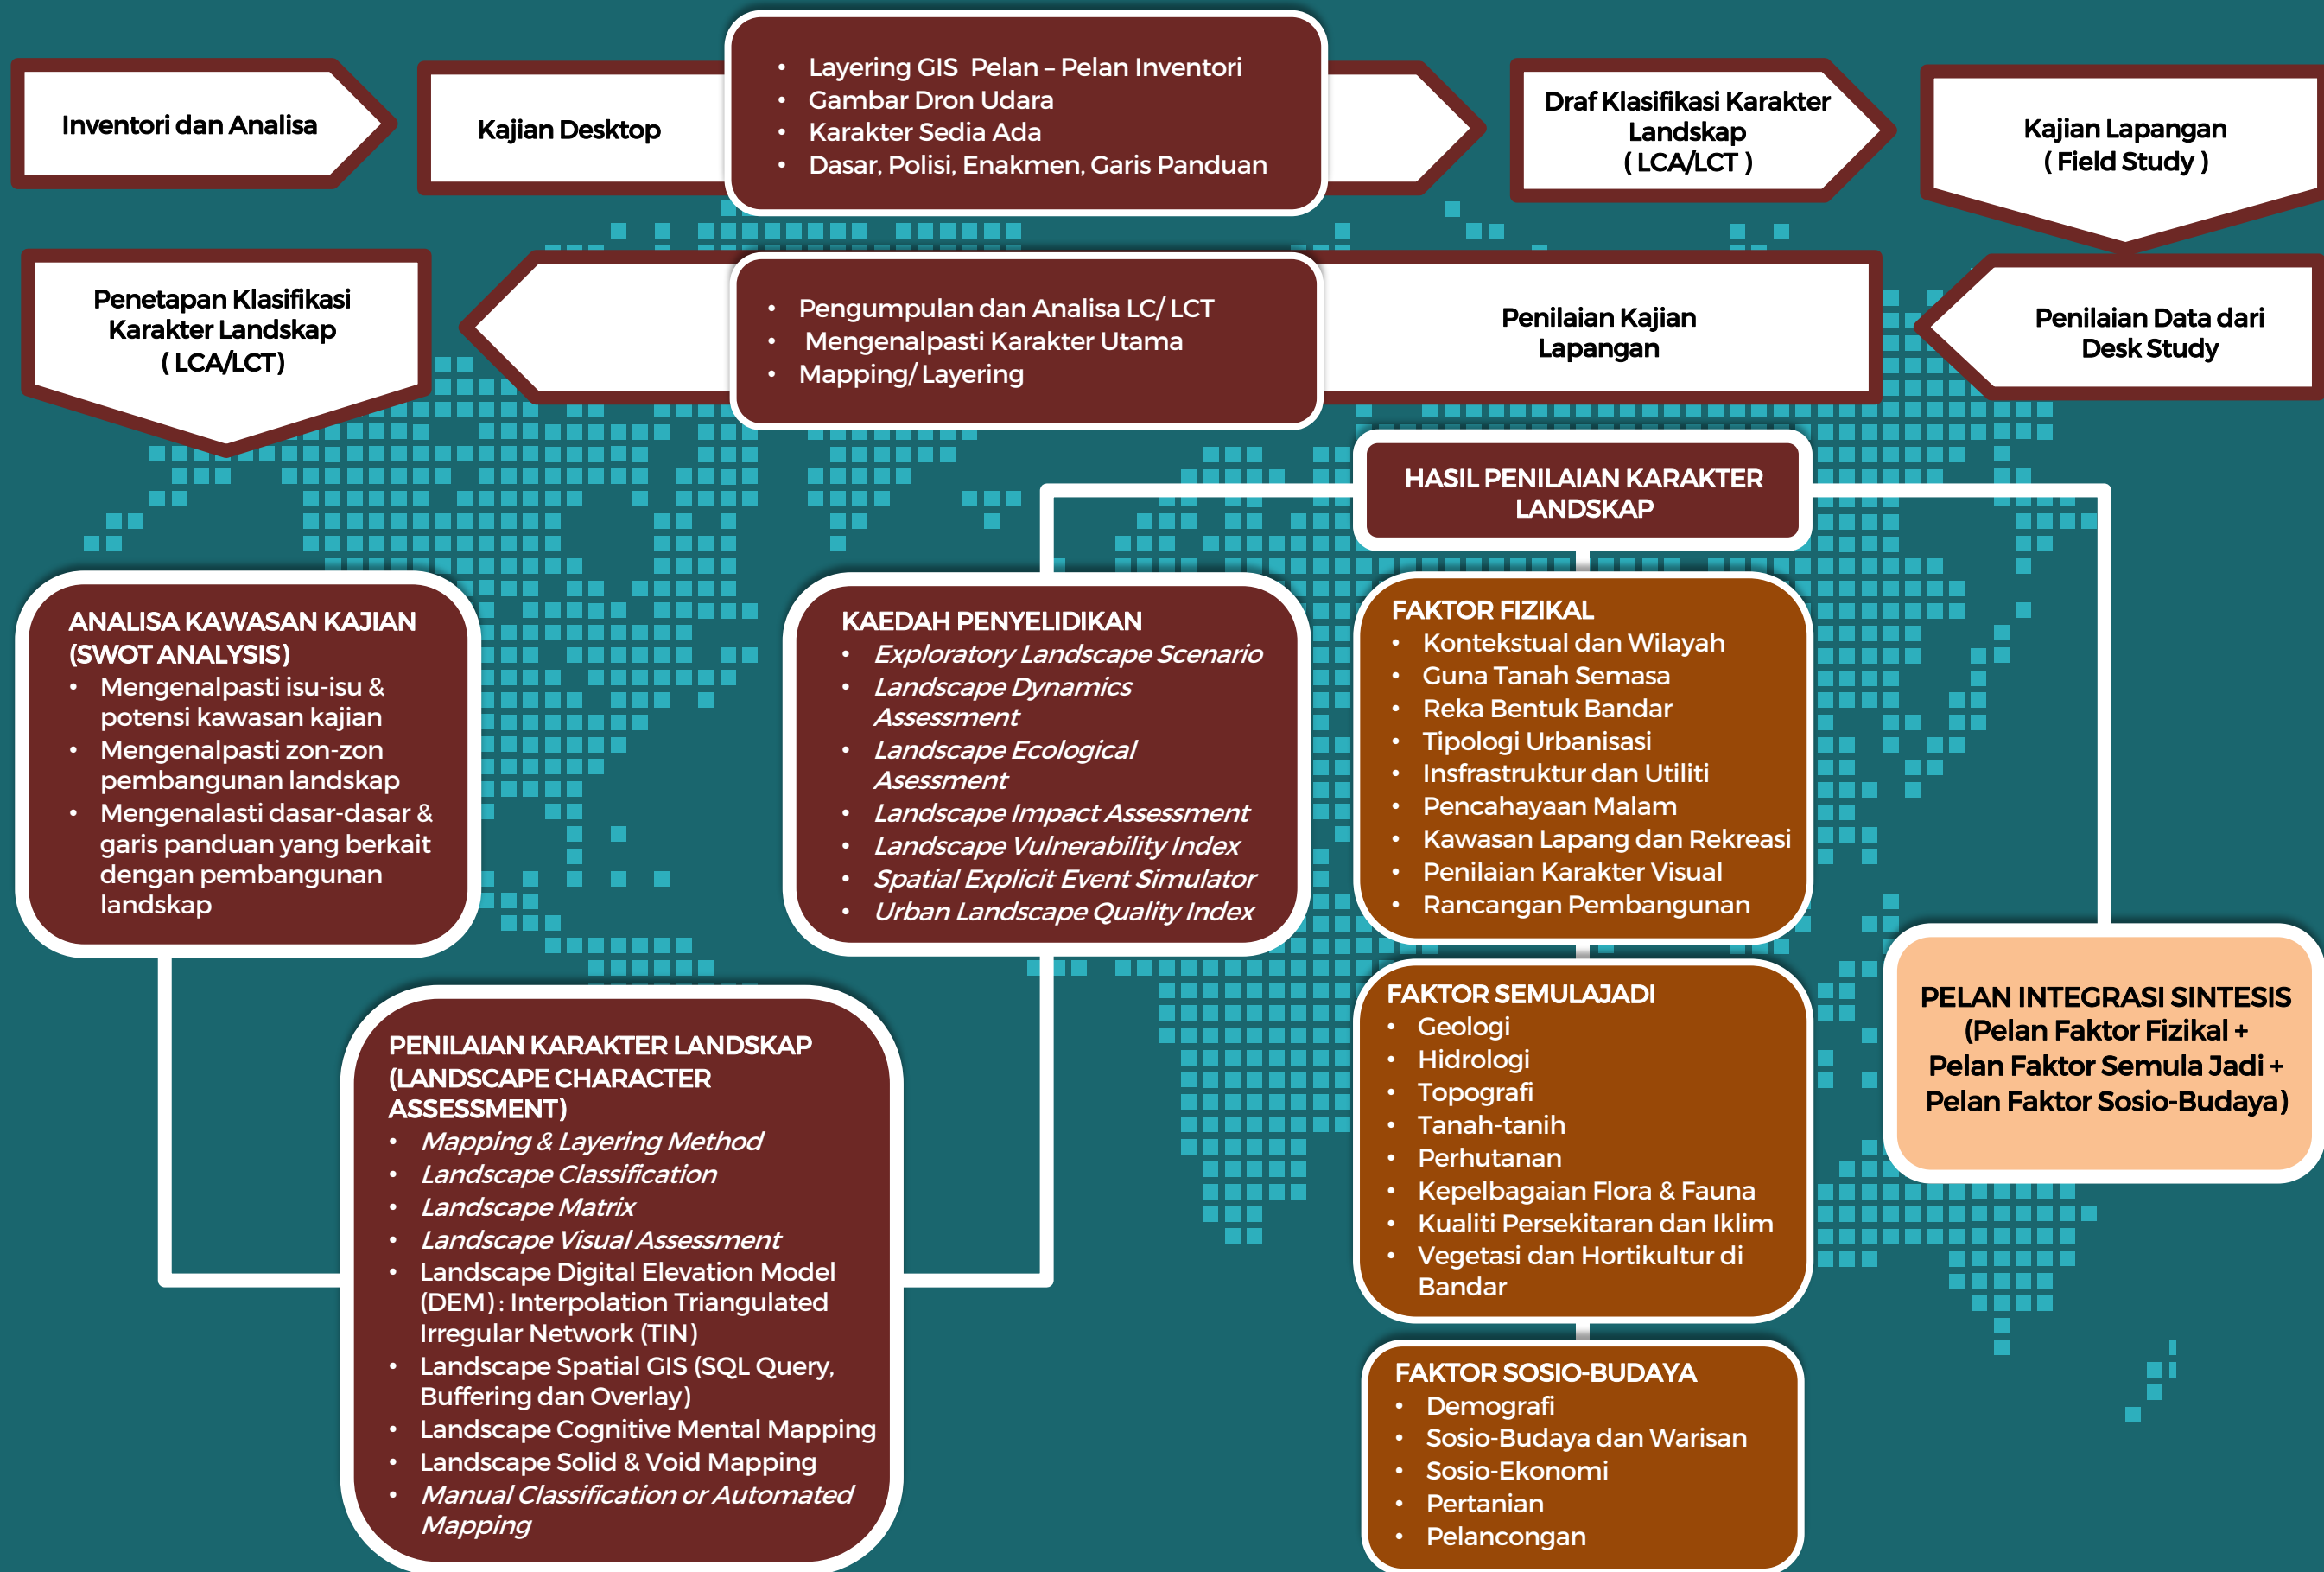 Inventori dan Analisa
Kajian Desktop
• Layering GIS Pelan – Pelan Inventori
• Gambar Dron Udara
• Karakter Sedia Ada
• Dasar, Polisi, Enakmen, Garis Panduan
Draf Klasifikasi Karakter
Landskap
( LCA/LCT )
Kajian Lapangan
( Field Study )
Penilaian Data dari
Desk Study
Penilaian Kajian
Lapangan
• Pengumpulan dan Analisa LC/ LCT
• Mengenalpasti Karakter Utama
• Mapping/ Layering
Penetapan Klasifikasi
Karakter Landskap
( LCA/LCT)
ANALISA KAWASAN KAJIAN
(SWOT ANALYSIS)
• Mengenalpasti isu-isu &
potensi kawasan kajian
• Mengenalpasti zon-zon
pembangunan landskap
• Mengenalasti dasar-dasar &
garis panduan yang berkait
dengan pembangunan
landskap
PENILAIAN KARAKTER LANDSKAP
(LANDSCAPE CHARACTER
ASSESSMENT)
• Mapping & Layering Method
• Landscape Classification
• Landscape Matrix
• Landscape Visual Assessment
• Landscape Digital Elevation Model
(DEM) : Interpolation Triangulated
Irregular Network (TIN)
• Landscape Spatial GIS (SQL Query,
Buffering dan Overlay)
• Landscape Cognitive Mental Mapping
• Landscape Solid & Void Mapping
• Manual Classification or Automated
Mapping
KAEDAH PENYELIDIKAN
• Exploratory Landscape Scenario
• Landscape Dynamics
Assessment
• Landscape Ecological
Asessment
• Landscape Impact Assessment
• Landscape Vulnerability Index
• Spatial Explicit Event Simulator
• Urban Landscape Quality Index
HASIL PENILAIAN KARAKTER
LANDSKAP
FAKTOR FIZIKAL
• Kontekstual dan Wilayah
• Guna Tanah Semasa
• Reka Bentuk Bandar
• Tipologi Urbanisasi
• Insfrastruktur dan Utiliti
• Pencahayaan Malam
• Kawasan Lapang dan Rekreasi
• Penilaian Karakter Visual
• Rancangan Pembangunan
FAKTOR SEMULAJADI
• Geologi
• Hidrologi
• Topografi
• Tanah-tanih
• Perhutanan
• Kepelbagaian Flora & Fauna
• Kualiti Persekitaran dan Iklim
• Vegetasi dan Hortikultur di
Bandar
FAKTOR SOSIO-BUDAYA
• Demografi
• Sosio-Budaya dan Warisan
• Sosio-Ekonomi
• Pertanian
• Pelancongan
PELAN INTEGRASI SINTESIS
(Pelan Faktor Fizikal +
Pelan Faktor Semula Jadi +
Pelan Faktor Sosio-Budaya)